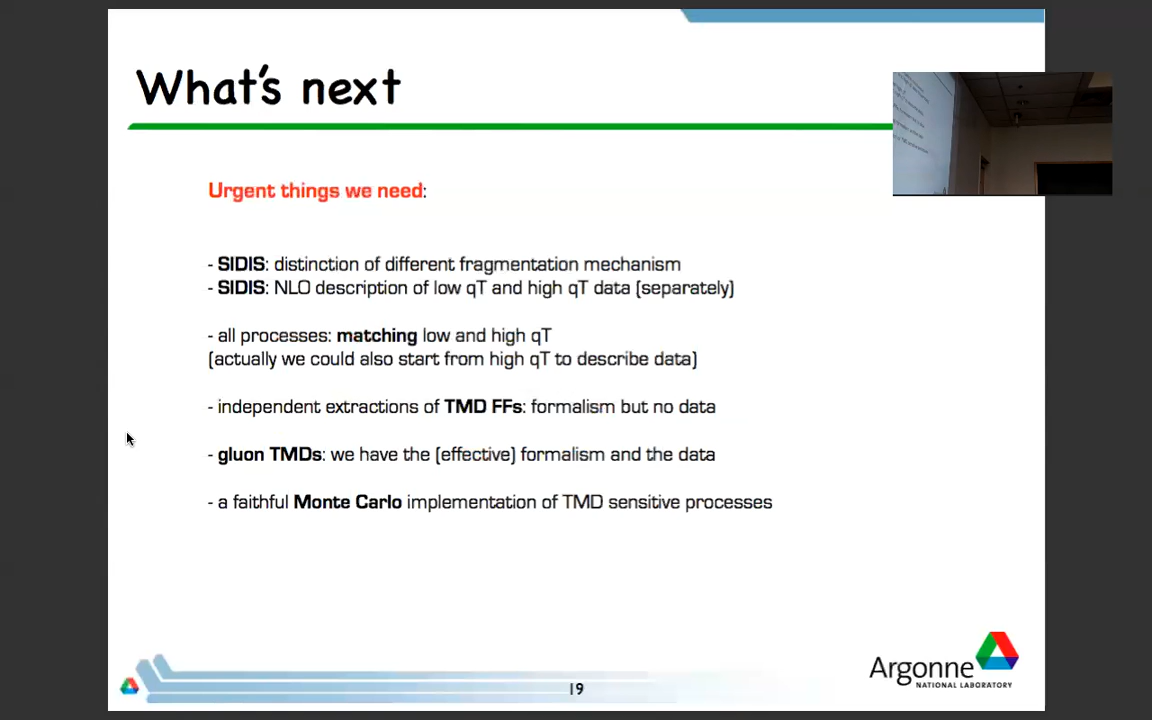 What's next
Urgent things we need:
- SIDIS: distinction of different fragmentation mechanism
- SIDIS: NLO description of low qT and high qT data (separately)
- all processes: matching low and high qT
(actually we could also start from high qT to describe data)
- independent extractions of TMD FFs: formalism but no data
- gluon TMDs: we have the (effective) formalism and the data
- a faithful Monte Carlo implementation of TMD sensitive processes
19
Argonne
NATIONAL LABORATORY